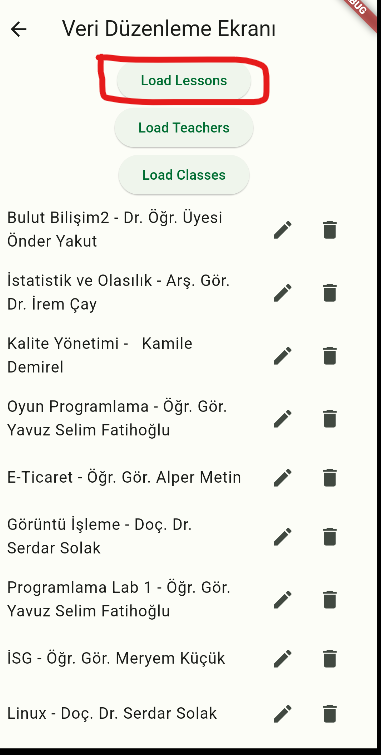 Veri Düzenleme Ekranı
Load Lessons
Load Teachers
Load Classes
Bulut Bilişim2 - Dr. Öğr. Üyesi
Önder Yakut
İstatistik ve Olasılık - Arş. Gör.
Dr. İrem Çay
Kalite Yönetimi -   Kamile
Demirel
Oyun Programlama - Öğr. Gör.
Yavuz Selim Fatihoğlu
E-Ticaret - Öğr. Gör. Alper Metin
Görüntü İşleme - Doç. Dr.
Serdar Solak
Programlama Lab 1 - Öğr. Gör.
Yavuz Selim Fatihoğlu
İSG - Öğr. Gör. Meryem Küçük
Linux - Doç. Dr. Serdar Solak